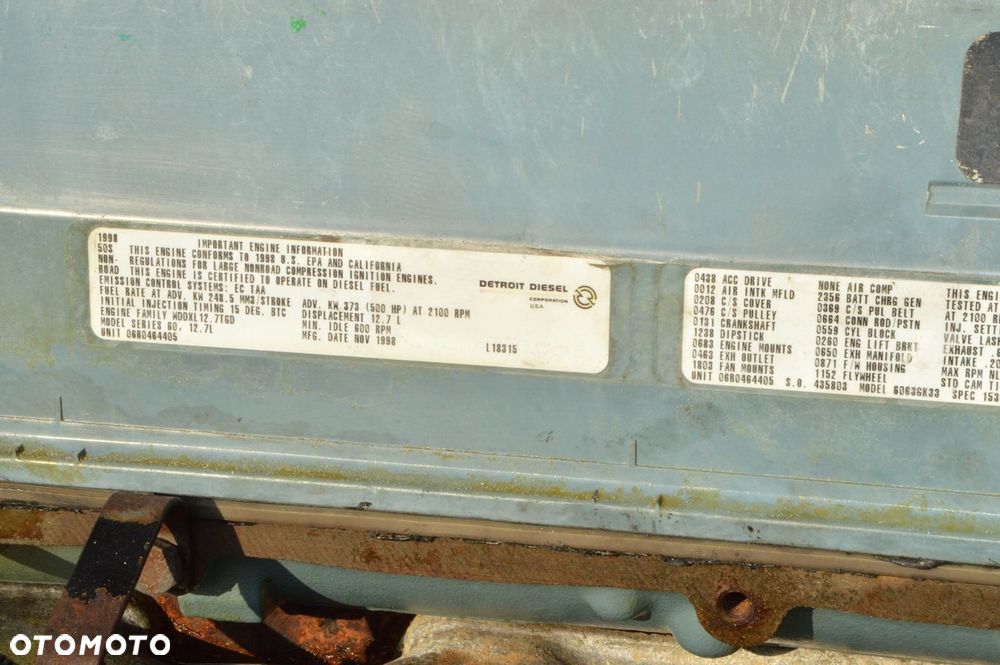 1998 IMPORTANT ENGINE INFORMATION
50S THIS ENGINE CONFORMS TO 1998 U.S. EPA AND CALIFORNIA
NON. REGULATIONS FOR LARGE NONROAD COMPRESSION IGNITION ENGINES.
ROAD THIS ENGINE IS CERTIFIED TO OPERATE ON DIESEL FUEL.
EMISSION CONTROL SYSTEMS: EC TAA
F. RATE AT ADV. KW 248.5 MM3/STROKE ADV. KW 373 (500 HP) AT 2100 RPM
INITIAL INJECTION TIMING 15 DEG. BTC DISPLACEMENT 12.7 L
ENGINE FAMILY WDDXL12.7TGD MIN. IDLE 600 RPM
MODEL SERIES 60, 12.7L MFG. DATE NOV 1998
06R0464405 L18315
DETROIT DIESEL
CORPORATION
U.S.A.
0438 ACC DRIVE NONE AIR COMP THIS ENGI
0012 AIR INTK MFLD 2356 BATT CHRG GEN TESTED AT
0208 C/S COVER 0369 C/S PUL BELT AT 2100 R
0476 C/S PULLEY 0664 CONN ROD/PSTN INJ. SETTI
0131 CRANKSHAFT 0559 CYL BLOCK VALVE LASH
1238 DIPSTICK 0260 ENG LIFT BRKT EXHAUST .0
0683 ENGINE MOUNTS 0650 EXH MANIFOLD INTAKE .20
0463 EXH OUTLET 0871 F/W HOUSING MAX RPM NL
1803 FAN MOUNTS 1152 FLYWHEEL STD CAM TI
UNIT 06R0464405 S.O. 435803 MODEL 6063GK33 SPEC 153
OTOMOTO